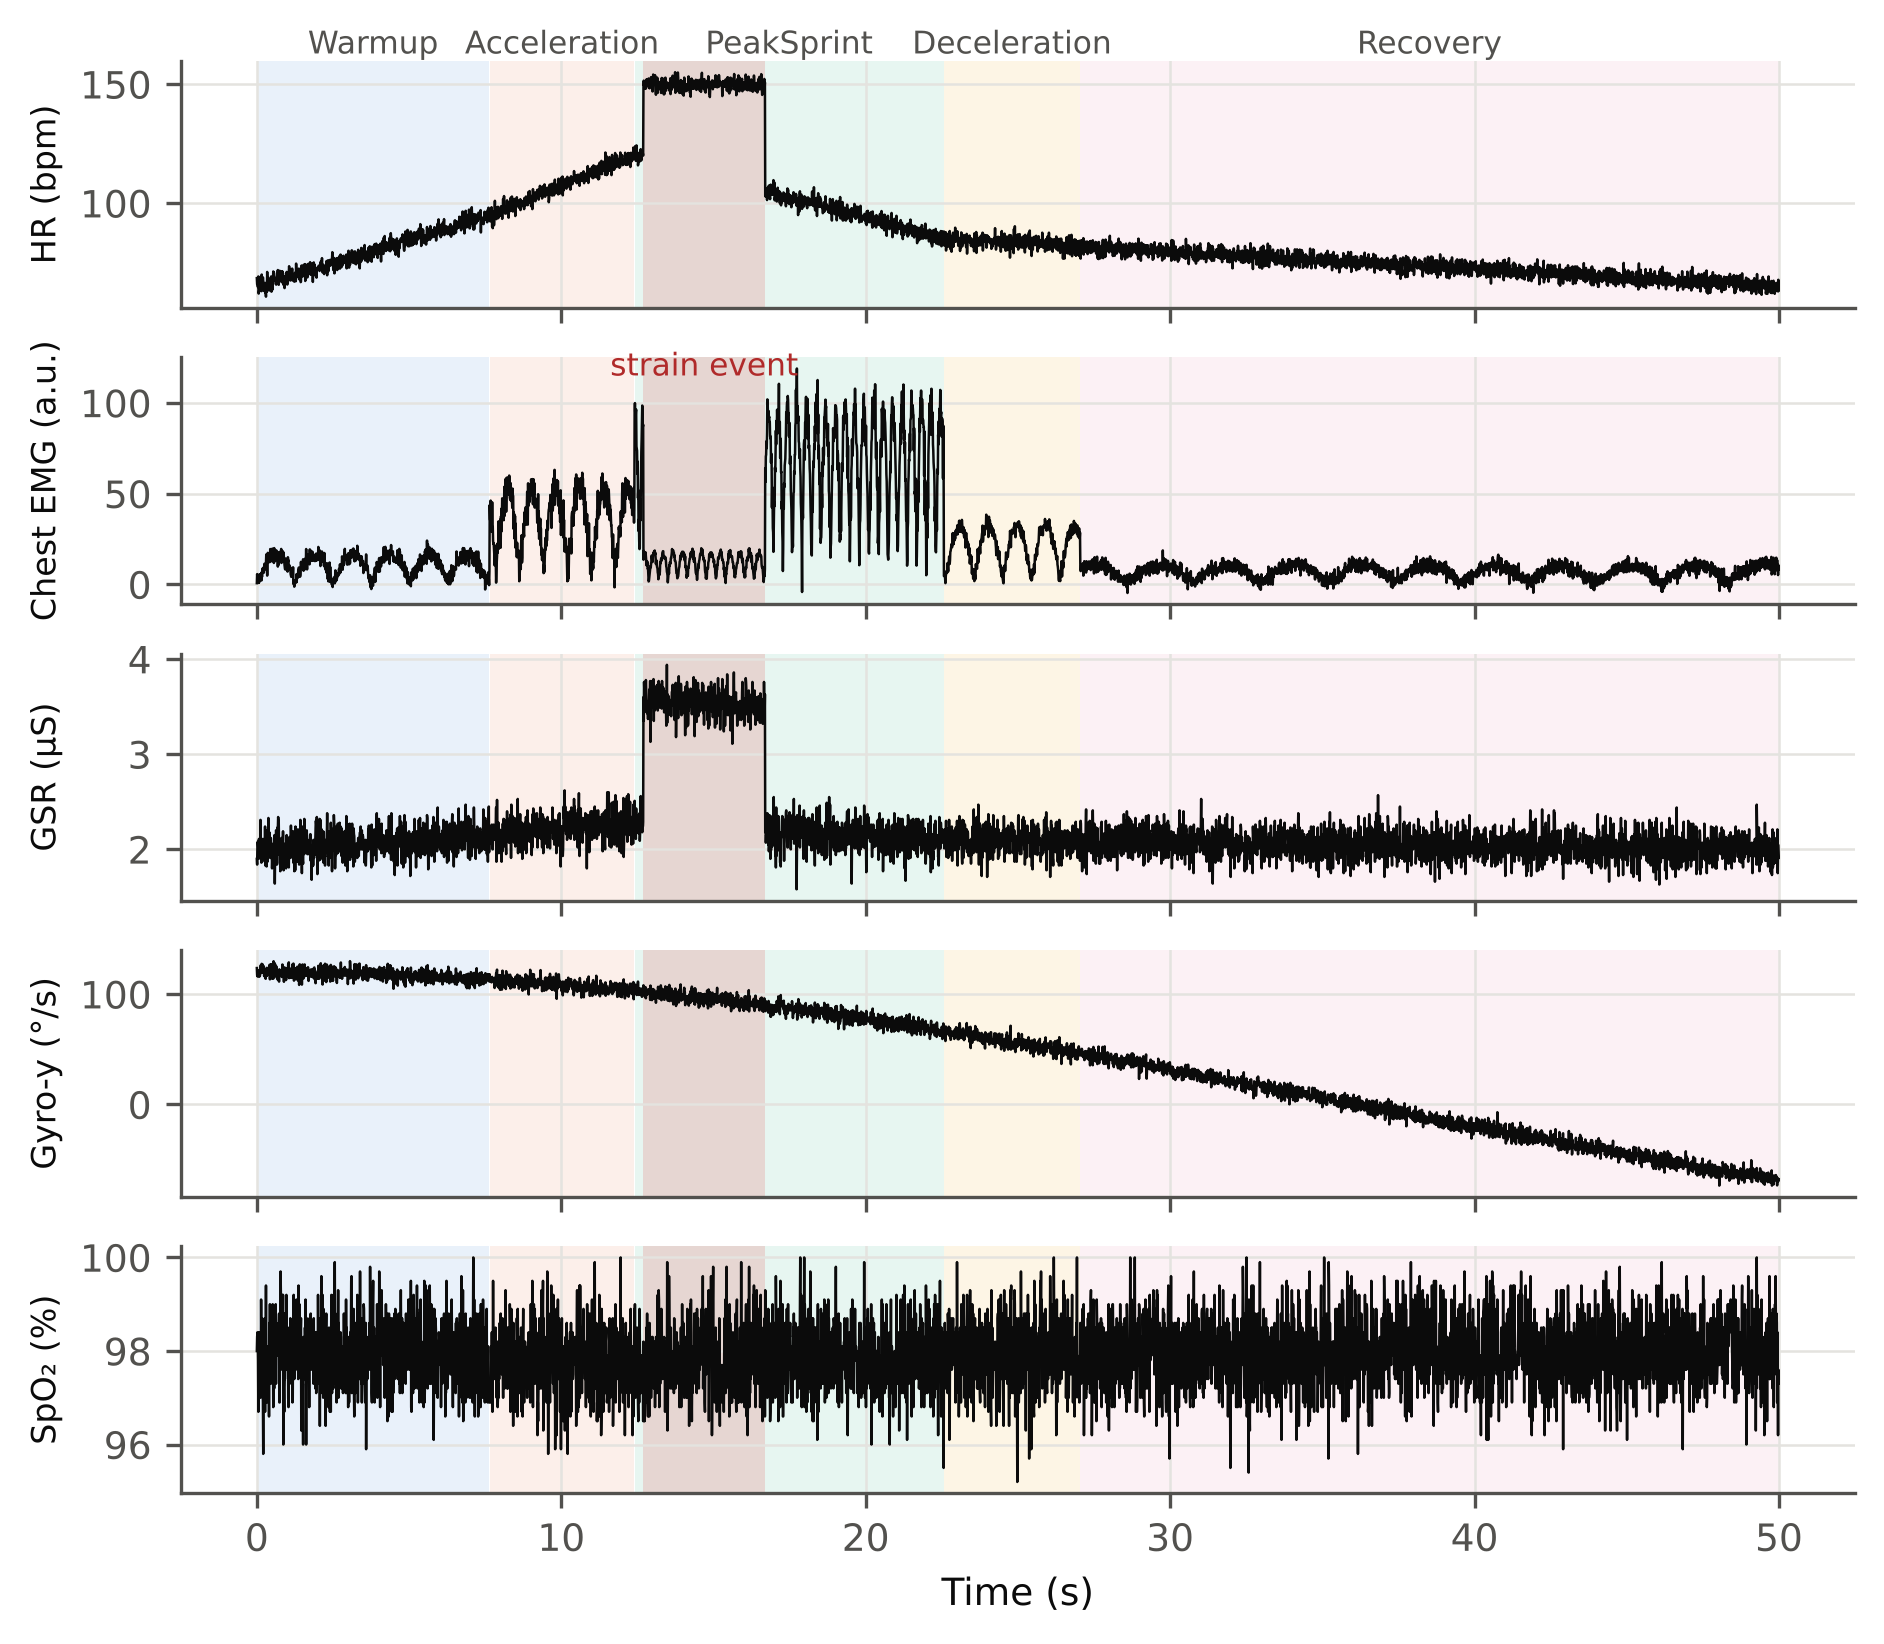 Warmup Acceleration PeakSprint Deceleration Recovery
HR (bpm)
150
100
Chest EMG (a.u.)
strain event
100
50
0
GSR (µS)
4
3
2
Gyro-y (°/s)
100
0
SpO₂ (%)
100
98
96
0 10 20 30 40 50
Time (s)